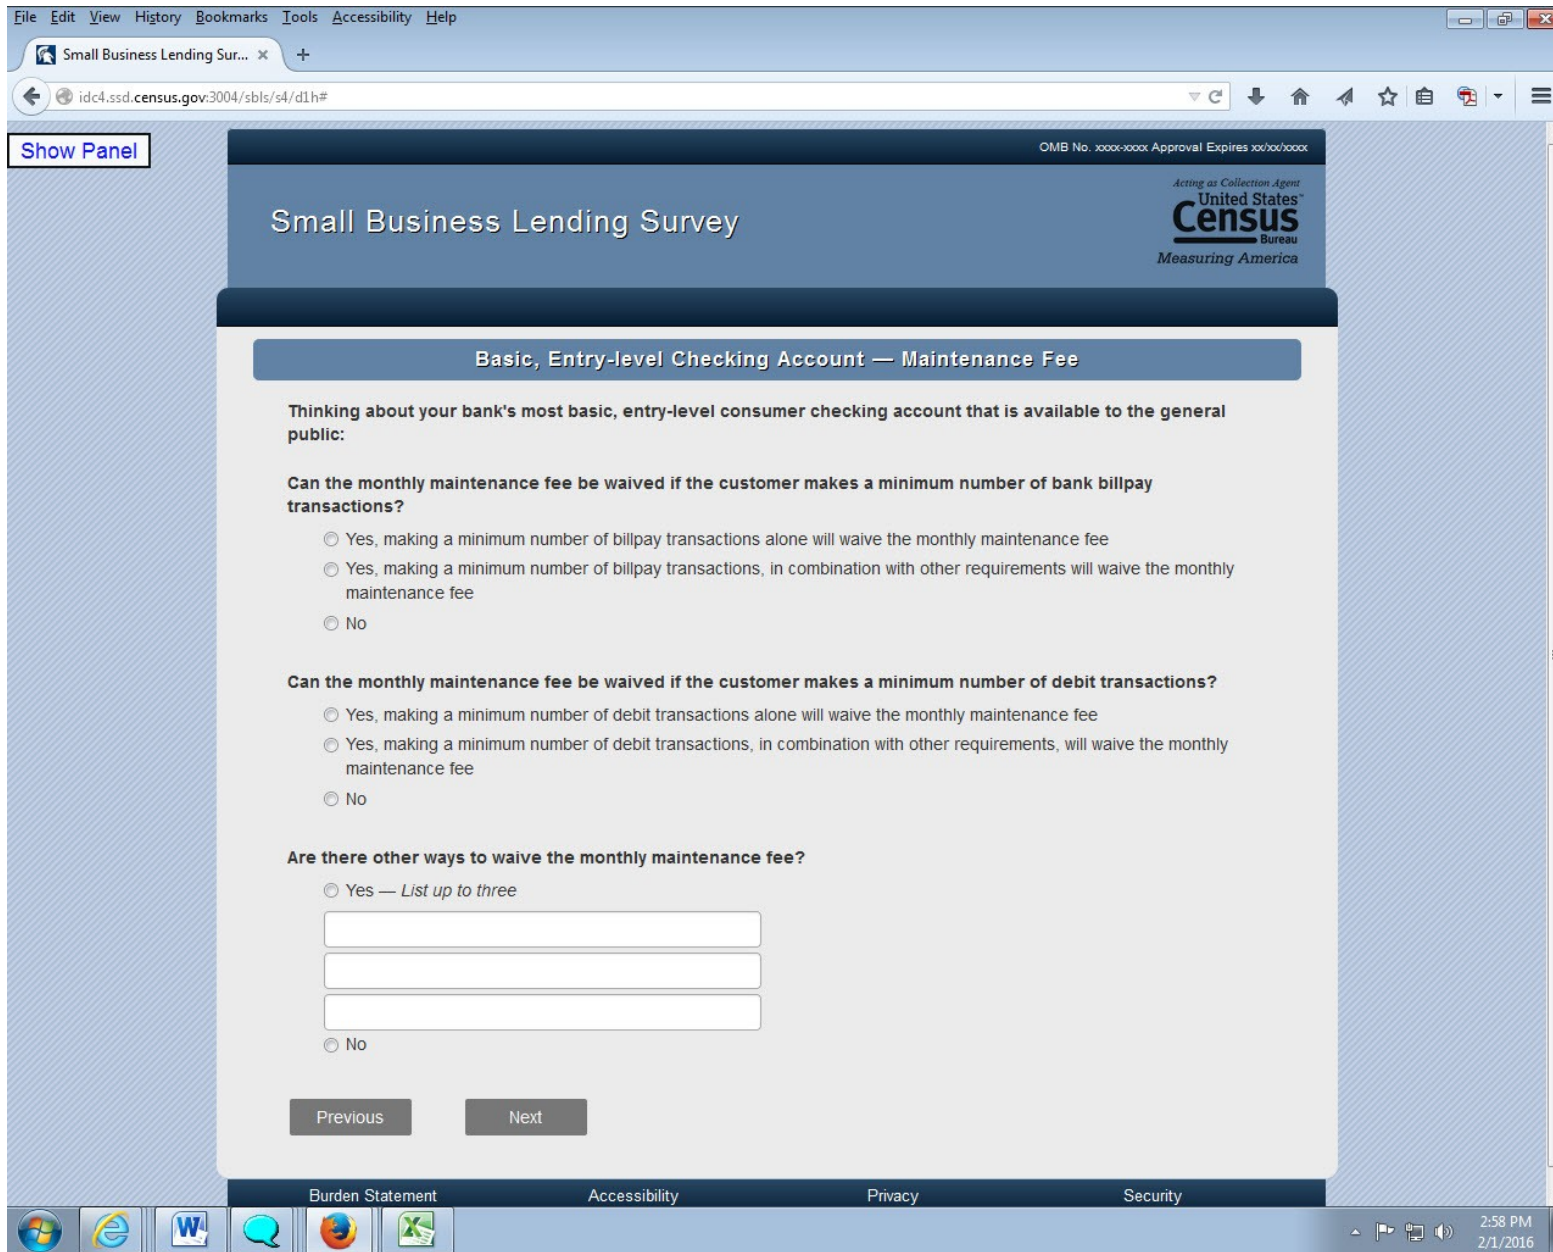 File Edit View History Bookmarks Tools Accessibility Help
Small Business Lending Sur... × +
idc4.ssd.census.gov:3004/sbls/s4/d1h#
Show Panel
OMB No. xxxx-xxxx Approval Expires xx/xx/xxxx
Small Business Lending Survey
Acting as Collection Agent
United States™
Census
Bureau
Measuring America
Basic, Entry-level Checking Account — Maintenance Fee
Thinking about your bank's most basic, entry-level consumer checking account that is available to the general
public:
Can the monthly maintenance fee be waived if the customer makes a minimum number of bank billpay
transactions?
Yes, making a minimum number of billpay transactions alone will waive the monthly maintenance fee
Yes, making a minimum number of billpay transactions, in combination with other requirements will waive the monthly
maintenance fee
No
Can the monthly maintenance fee be waived if the customer makes a minimum number of debit transactions?
Yes, making a minimum number of debit transactions alone will waive the monthly maintenance fee
Yes, making a minimum number of debit transactions, in combination with other requirements, will waive the monthly
maintenance fee
No
Are there other ways to waive the monthly maintenance fee?
Yes — List up to three
No
Previous Next
Burden Statement Accessibility Privacy Security
2:58 PM
2/1/2016